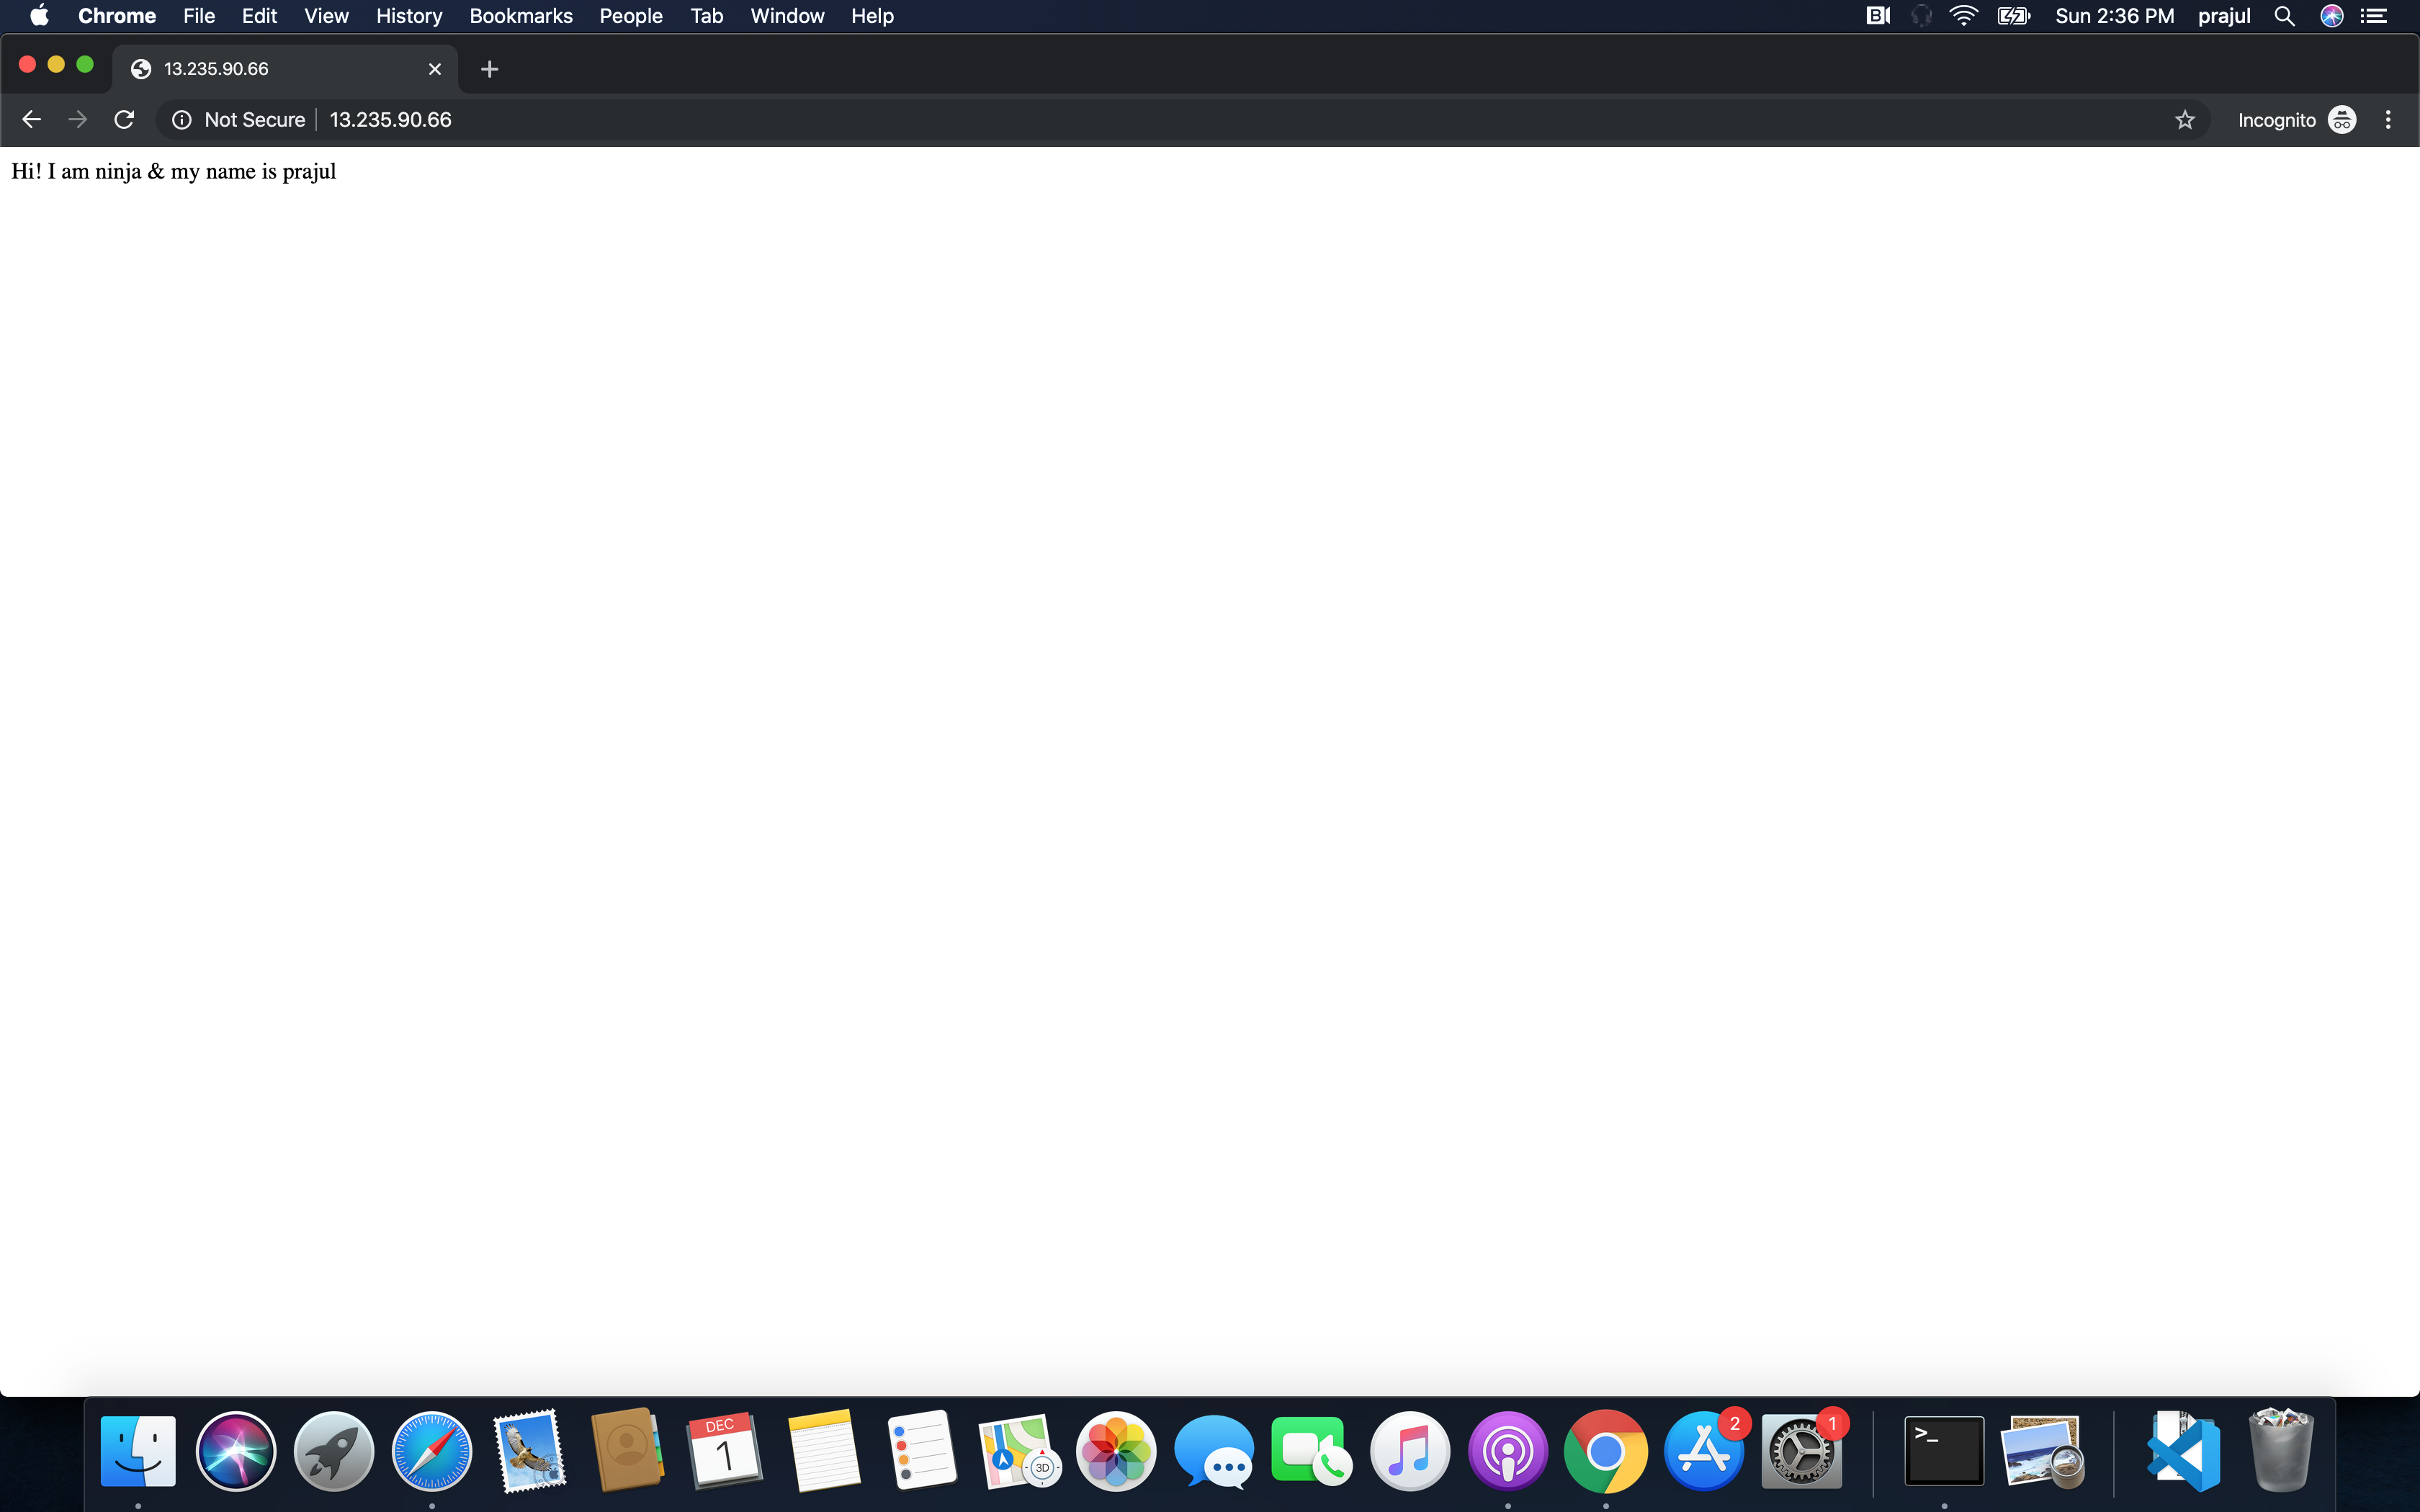 Chrome File Edit View History Bookmarks People Tab Window Help Sun 2:36 PM prajul
13.235.90.66
Not Secure 13.235.90.66 Incognito
Hi! I am ninja & my name is prajul
DEC
1
3D
2
1
>_